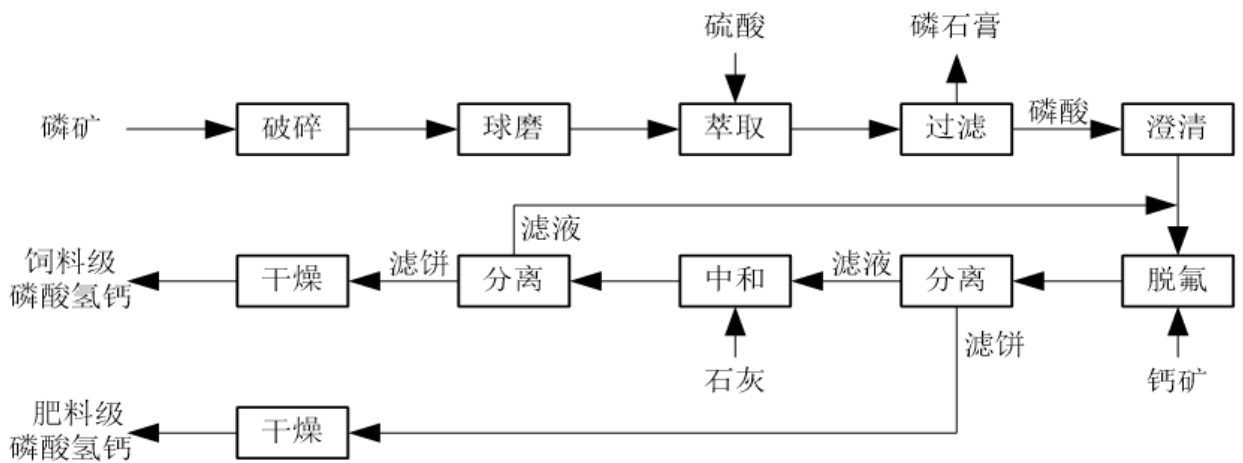 硫酸
磷石膏
磷矿
破碎
球磨
萃取
过滤
磷酸
澄清
滤液
饲料级
磷酸氢钙
干燥
滤饼
分离
中和
滤液
分离
脱氟
滤饼
石灰
钙矿
肥料级
磷酸氢钙
干燥